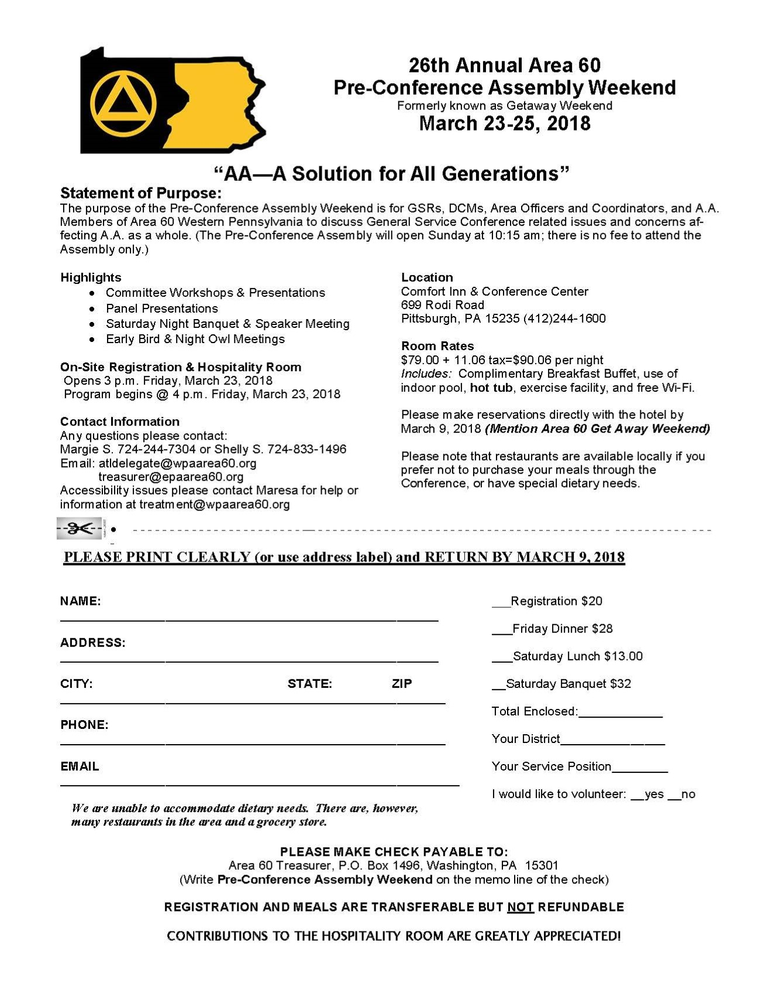 26th Annual Area 60
Pre-Conference Assembly Weekend
Formerly known as Getaway Weekend
March 23-25, 2018
“AA—A Solution for All Generations”
Statement of Purpose:
The purpose of the Pre-Conference Assembly Weekend is for GSRs, DCMs, Area Officers and Coordinators, and A.A.
Members of Area 60 Western Pennsylvania to discuss General Service Conference related issues and concerns af-
fecting A.A. as a whole. (The Pre-Conference Assembly will open Sunday at 10:15 am; there is no fee to attend the
Assembly only.)
Highlights
• Committee Workshops & Presentations
• Panel Presentations
• Saturday Night Banquet & Speaker Meeting
• Early Bird & Night Owl Meetings
On-Site Registration & Hospitality Room
Opens 3 p.m. Friday, March 23, 2018
Program begins @ 4 p.m. Friday, March 23, 2018
Contact Information
Any questions please contact:
Margie S. 724-244-7304 or Shelly S. 724-833-1496
Email: atldelegate@wpaarea60.org
treasurer@epaarea60.org
Accessibility issues please contact Maresa for help or
information at treatment@wpaarea60.org
Location
Comfort Inn & Conference Center
699 Rodi Road
Pittsburgh, PA 15235 (412)244-1600
Room Rates
$79.00 + 11.06 tax=$90.06 per night
Includes: Complimentary Breakfast Buffet, use of
indoor pool, hot tub, exercise facility, and free Wi-Fi.
Please make reservations directly with the hotel by
March 9, 2018 (Mention Area 60 Get Away Weekend)
Please note that restaurants are available locally if you
prefer not to purchase your meals through the
Conference, or have special dietary needs.
PLEASE PRINT CLEARLY (or use address label) and RETURN BY MARCH 9, 2018
NAME:
ADDRESS:
CITY: STATE: ZIP
PHONE:
EMAIL
___Registration $20
___Friday Dinner $28
___Saturday Lunch $13.00
__Saturday Banquet $32
Total Enclosed:____________
Your District_______________
Your Service Position________
I would like to volunteer: __yes __no
We are unable to accommodate dietary needs. There are, however,
many restaurants in the area and a grocery store.
PLEASE MAKE CHECK PAYABLE TO:
Area 60 Treasurer, P.O. Box 1496, Washington, PA 15301
(Write Pre-Conference Assembly Weekend on the memo line of the check)
REGISTRATION AND MEALS ARE TRANSFERABLE BUT NOT REFUNDABLE
CONTRIBUTIONS TO THE HOSPITALITY ROOM ARE GREATLY APPRECIATED!